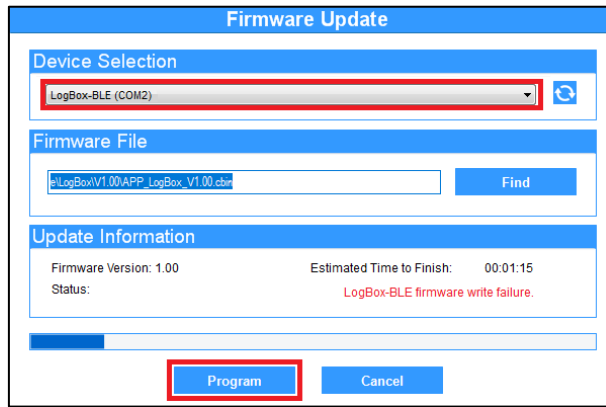 Firmware Update
Device Selection
LogBox-BLE (COM2)
Firmware File
e\LogBox\V1.00\APP_LogBox_V1.00.cbin
Find
Update Information
Firmware Version: 1.00 Estimated Time to Finish: 00:01:15
Status: LogBox-BLE firmware write failure.
Program Cancel